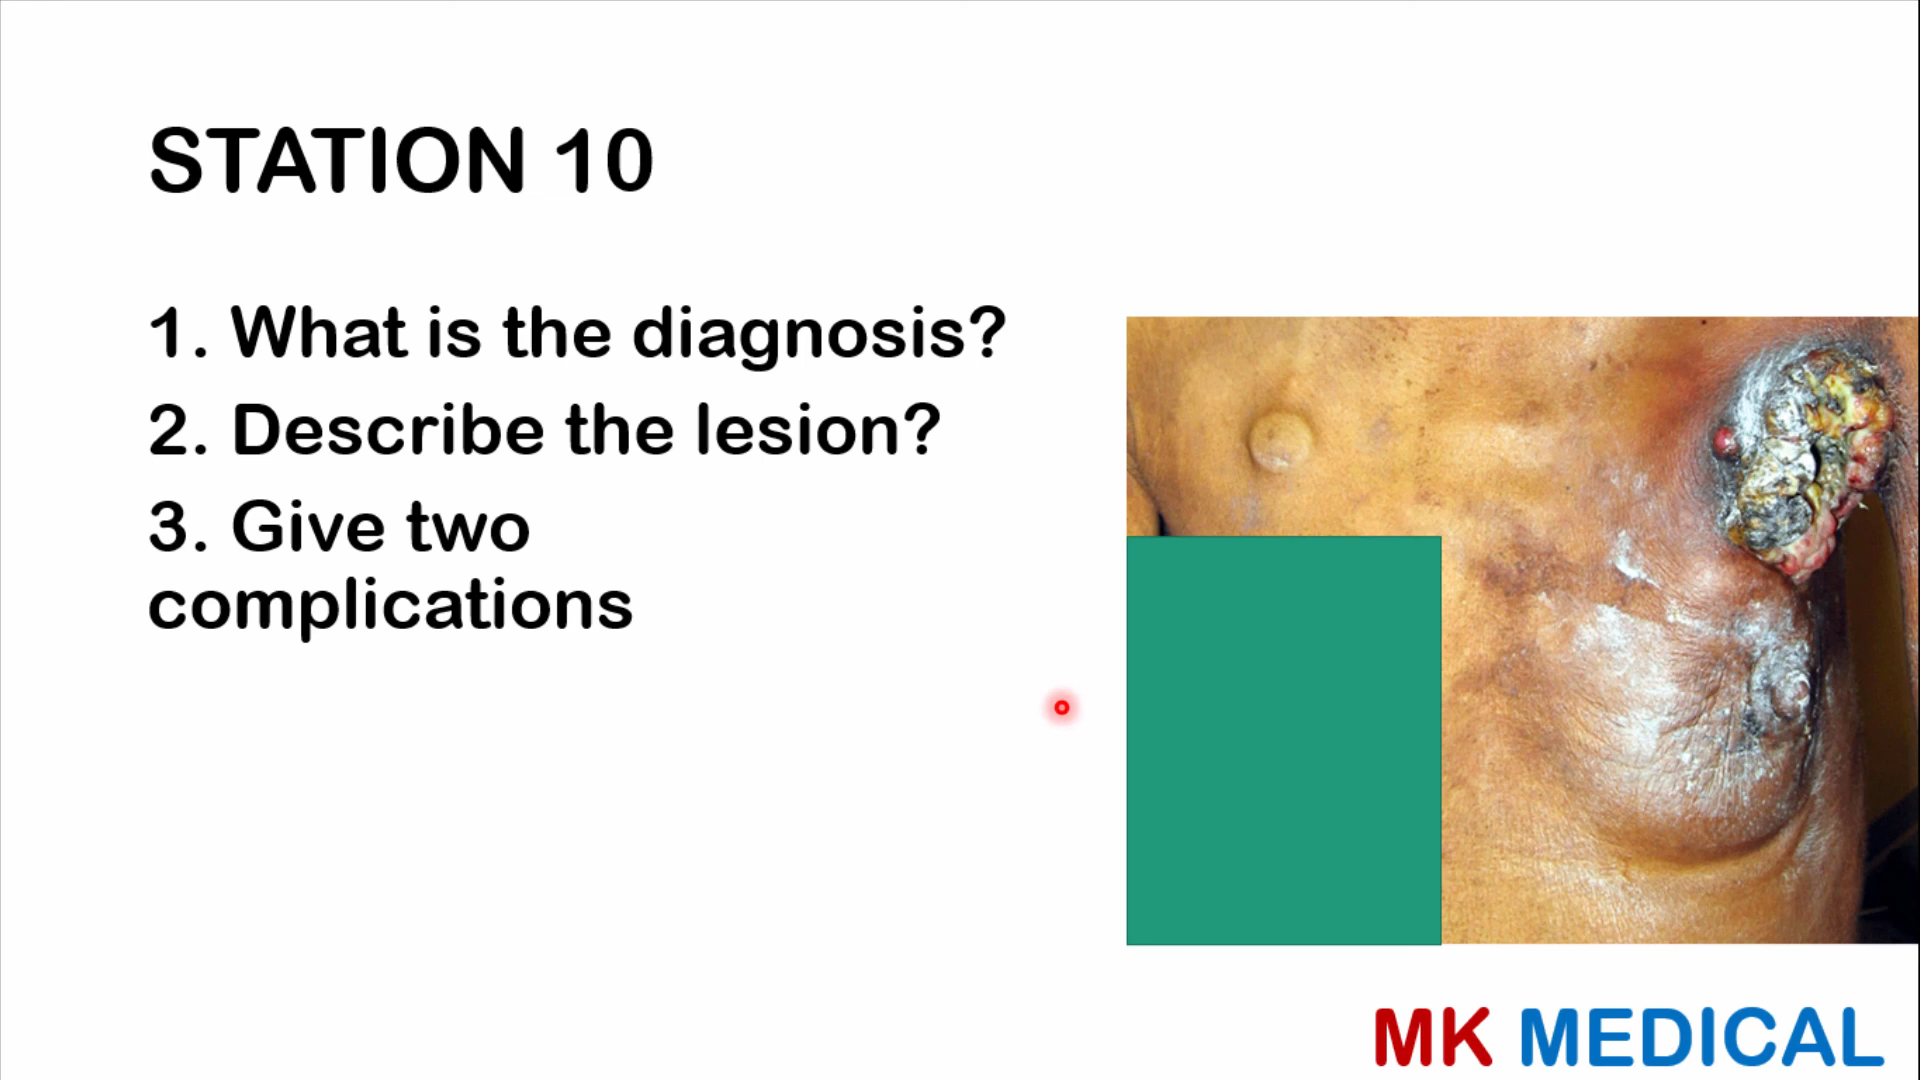 STATION 10
1. What is the diagnosis?
2. Describe the lesion?
3. Give two
complications
MK MEDICAL